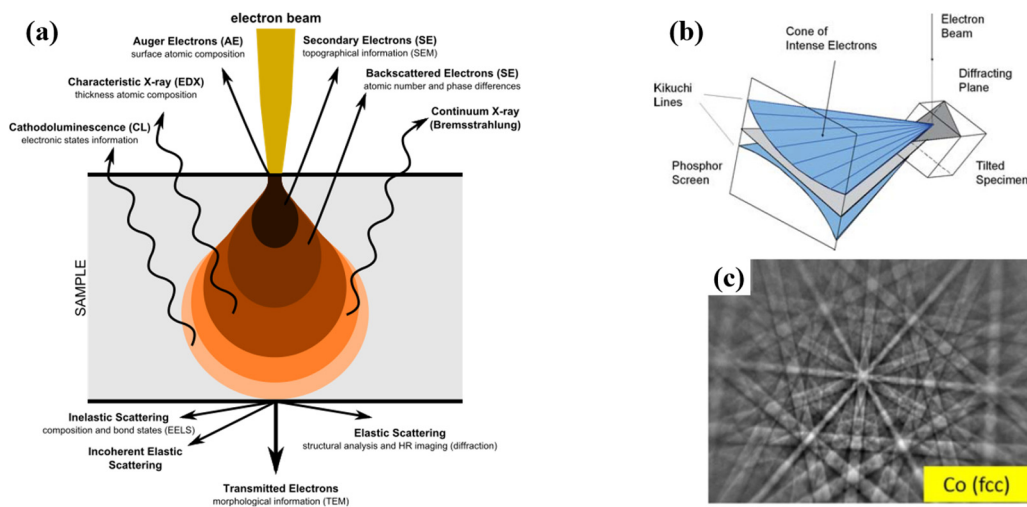 (a)
electron beam
Auger Electrons (AE)
surface atomic composition
Secondary Electrons (SE)
topographical information (SEM)
Characteristic X-ray (EDX)
thickness atomic composition
Backscattered Electrons (SE)
atomic number and phase differences
Cathodoluminescence (CL)
electronic states information
Continuum X-ray
(Bremsstrahlung)
SAMPLE
Inelastic Scattering
composition and bond states (EELS)
Incoherent Elastic
Scattering
Elastic Scattering
structural analysis and HR imaging (diffraction)
Transmitted Electrons
morphological information (TEM)
(b)
Cone of
Intense Electrons
Electron
Beam
Diffracting
Plane
Kikuchi
Lines
Phosphor
Screen
Tilted
Specimen
(c)
Co (fcc)